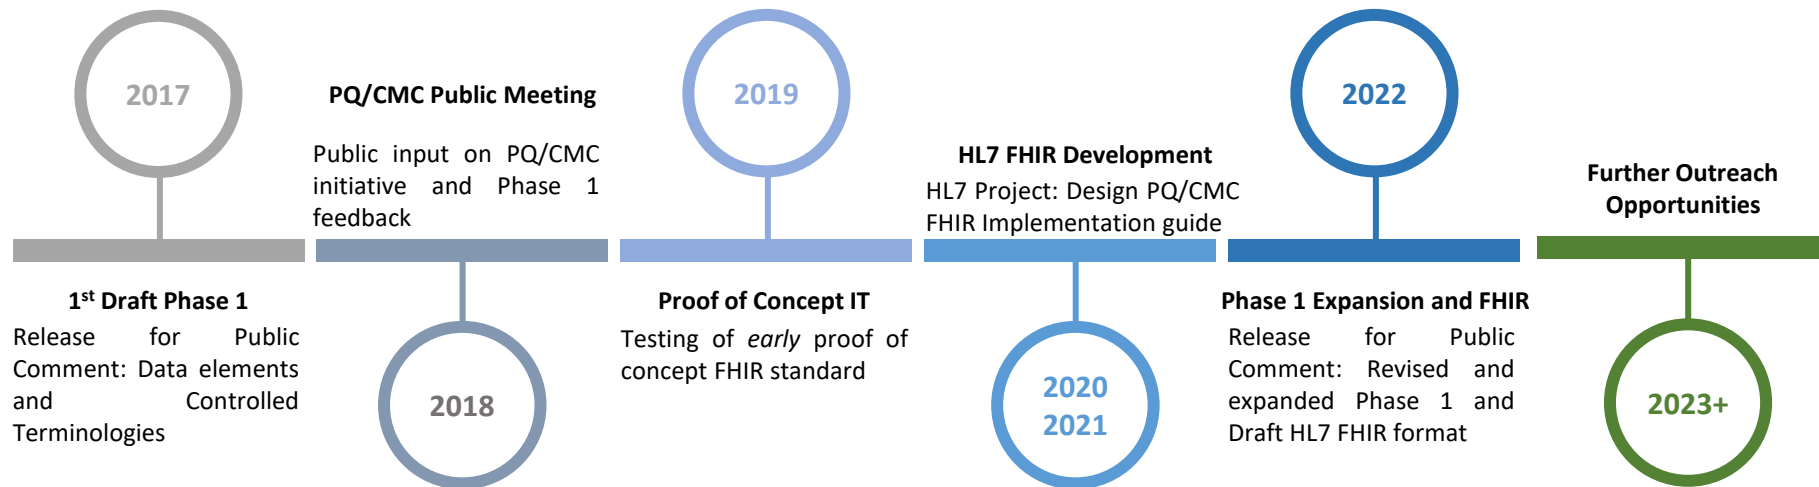 2017
1st Draft Phase 1
Release for Public
Comment: Data elements
and Controlled
Terminologies
PQ/CMC Public Meeting
Public input on PQ/CMC
initiative and Phase 1
feedback
2018
2019
Proof of Concept IT
Testing of early proof of
concept FHIR standard
HL7 FHIR Development
HL7 Project: Design PQ/CMC
FHIR Implementation guide
2020
2021
2022
Phase 1 Expansion and FHIR
Release for Public
Comment: Revised and
expanded Phase 1 and
Draft HL7 FHIR format
Further Outreach
Opportunities
2023+